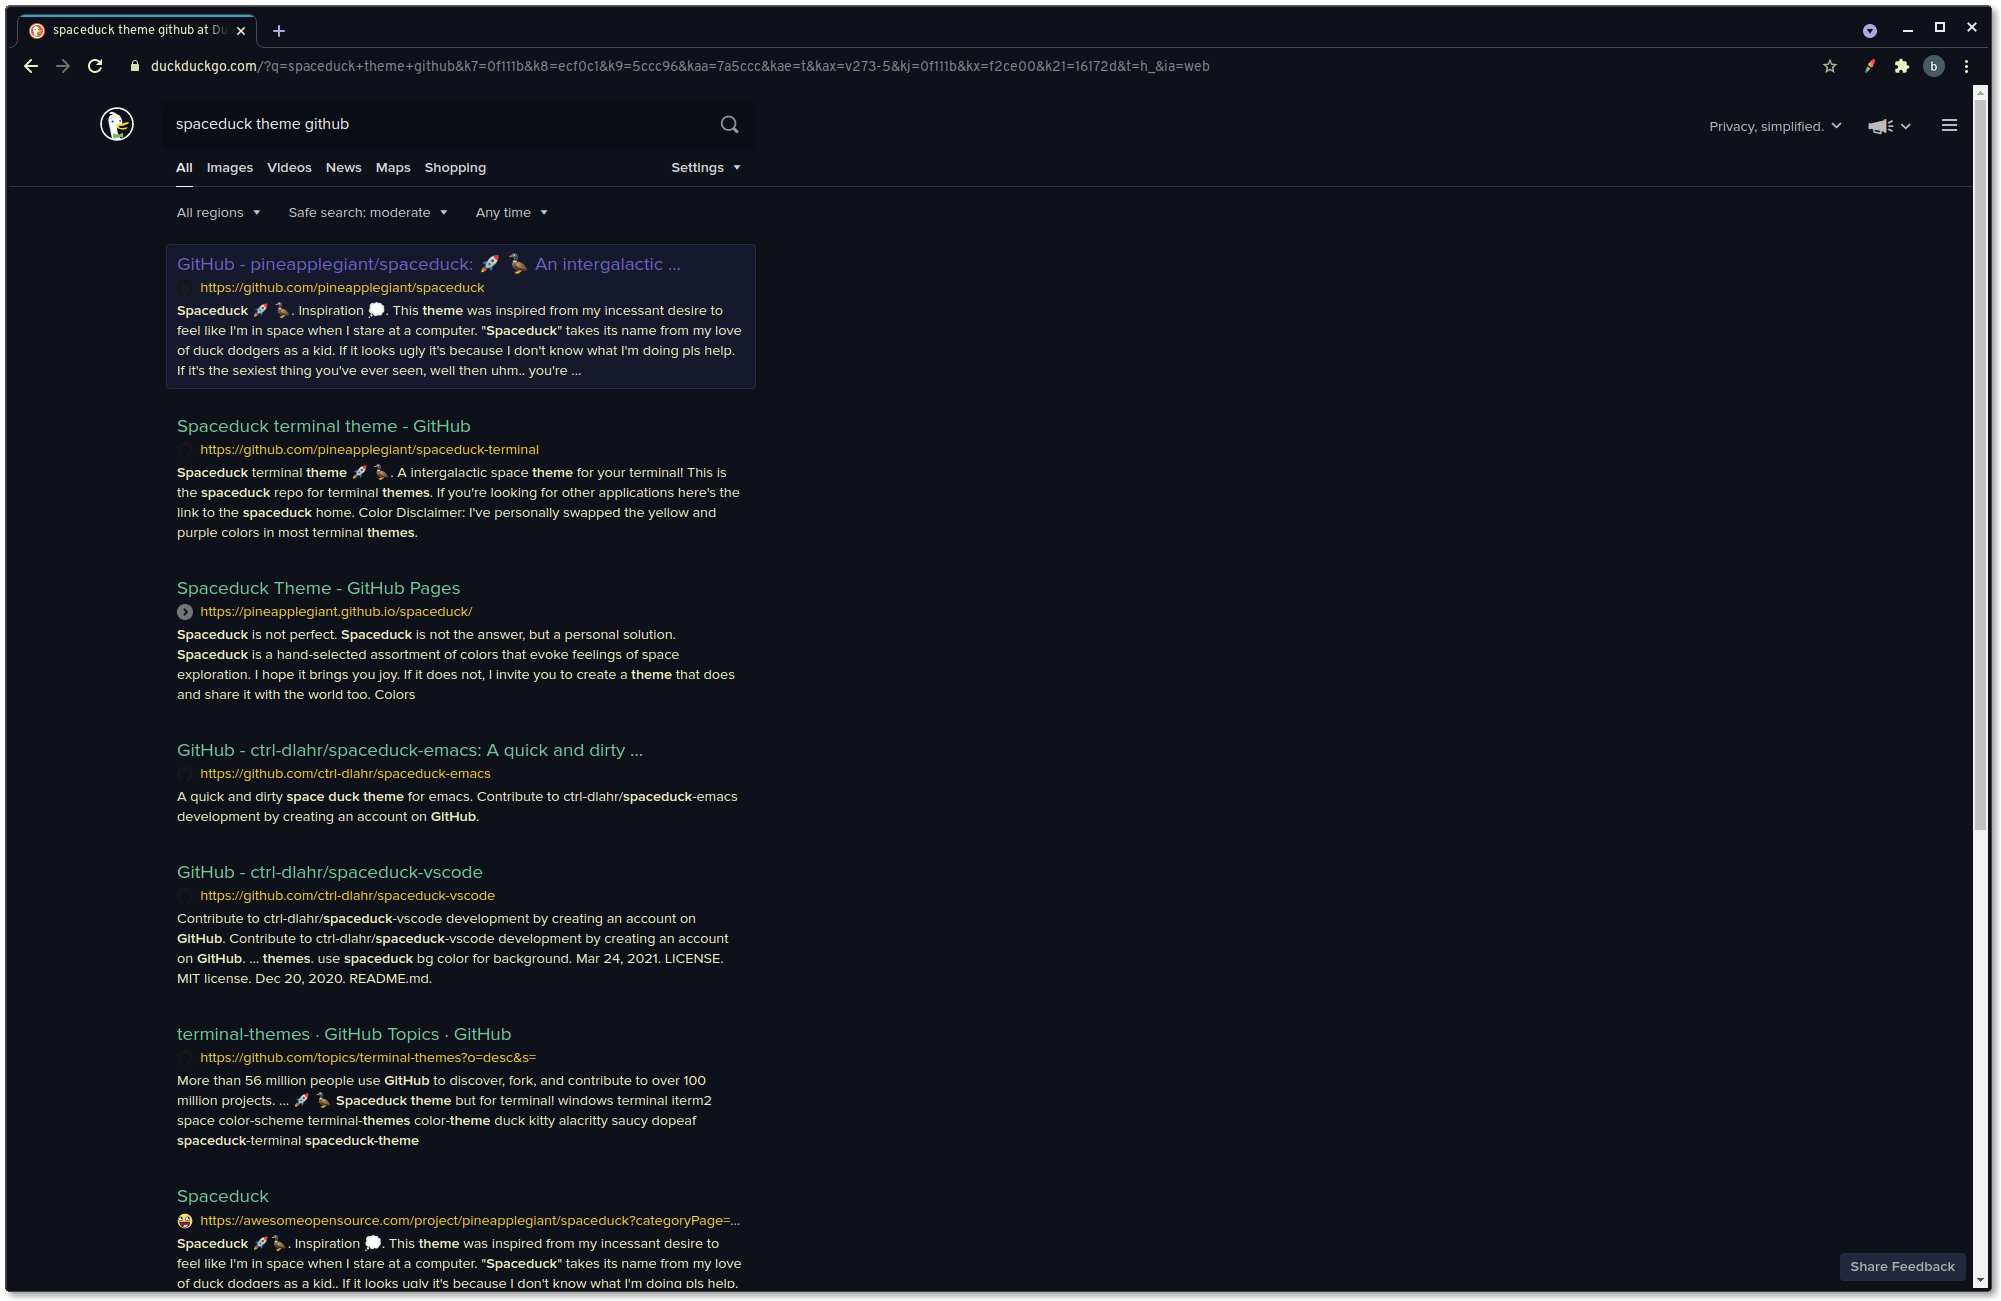 spaceduck theme github at Du
duckduckgo.com/?q=spaceduck+theme+github&k7=0f111b&k8=ecf0c1&k9=5ccc96&kaa=7a5ccc&kae=t&kax=v273-5&kj=0f111b&kx=f2ce00&k21=16172d&t=h_&ia=web
b
spaceduck theme github
Privacy, simplified.
All Images Videos News Maps Shopping Settings
All regions Safe search: moderate Any time
GitHub - pineapplegiant/spaceduck: 🚀 🦆 An intergalactic ...
https://github.com/pineapplegiant/spaceduck
Spaceduck 🚀 🦆. Inspiration 💭. This theme was inspired from my incessant desire to
feel like I'm in space when I stare at a computer. "Spaceduck" takes its name from my love
of duck dodgers as a kid. If it looks ugly it's because I don't know what I'm doing pls help.
If it's the sexiest thing you've ever seen, well then uhm.. you're ...
Spaceduck terminal theme - GitHub
https://github.com/pineapplegiant/spaceduck-terminal
Spaceduck terminal theme 🚀 🦆. A intergalactic space theme for your terminal! This is
the spaceduck repo for terminal themes. If you're looking for other applications here's the
link to the spaceduck home. Color Disclaimer: I've personally swapped the yellow and
purple colors in most terminal themes.
Spaceduck Theme - GitHub Pages
https://pineapplegiant.github.io/spaceduck/
Spaceduck is not perfect. Spaceduck is not the answer, but a personal solution.
Spaceduck is a hand-selected assortment of colors that evoke feelings of space
exploration. I hope it brings you joy. If it does not, I invite you to create a theme that does
and share it with the world too. Colors
GitHub - ctrl-dlahr/spaceduck-emacs: A quick and dirty ...
https://github.com/ctrl-dlahr/spaceduck-emacs
A quick and dirty space duck theme for emacs. Contribute to ctrl-dlahr/spaceduck-emacs
development by creating an account on GitHub.
GitHub - ctrl-dlahr/spaceduck-vscode
https://github.com/ctrl-dlahr/spaceduck-vscode
Contribute to ctrl-dlahr/spaceduck-vscode development by creating an account on
GitHub. Contribute to ctrl-dlahr/spaceduck-vscode development by creating an account
on GitHub. ... themes. use spaceduck bg color for background. Mar 24, 2021. LICENSE.
MIT license. Dec 20, 2020. README.md.
terminal-themes · GitHub Topics · GitHub
https://github.com/topics/terminal-themes?o=desc&s=
More than 56 million people use GitHub to discover, fork, and contribute to over 100
million projects. ... 🚀 🦆 Spaceduck theme but for terminal! windows terminal iterm2
space color-scheme terminal-themes color-theme duck kitty alacritty saucy dopeaf
spaceduck-terminal spaceduck-theme
Spaceduck
https://awesomeopensource.com/project/pineapplegiant/spaceduck?categoryPage=...
Spaceduck 🚀🦆. Inspiration 💭. This theme was inspired from my incessant desire to
feel like I'm in space when I stare at a computer. "Spaceduck" takes its name from my love
of duck dodgers as a kid.. If it looks ugly it's because I don't know what I'm doing pls help.
Share Feedback